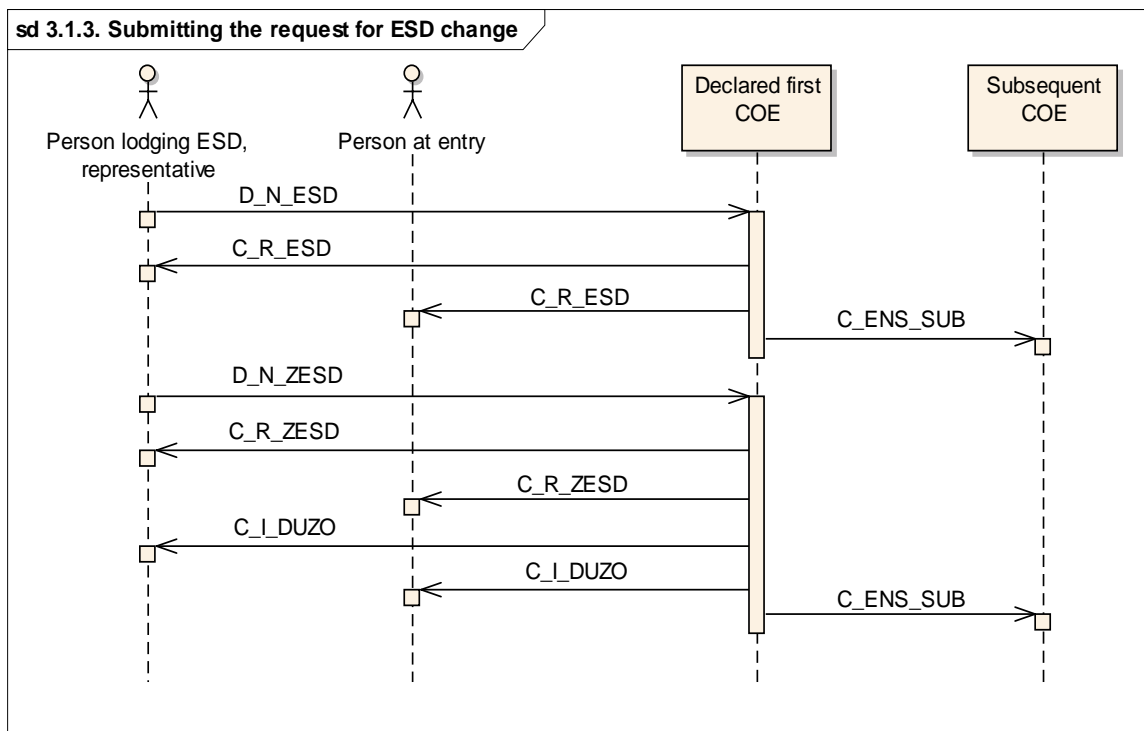 sd 3.1.3. Submitting the request for ESD change
Person lodging ESD,
representative
Person at entry
Declared first
COE
Subsequent
COE
D_N_ESD
C_R_ESD
C_R_ESD
C_ENS_SUB
D_N_ZESD
C_R_ZESD
C_R_ZESD
C_I_DUZO
C_I_DUZO
C_ENS_SUB